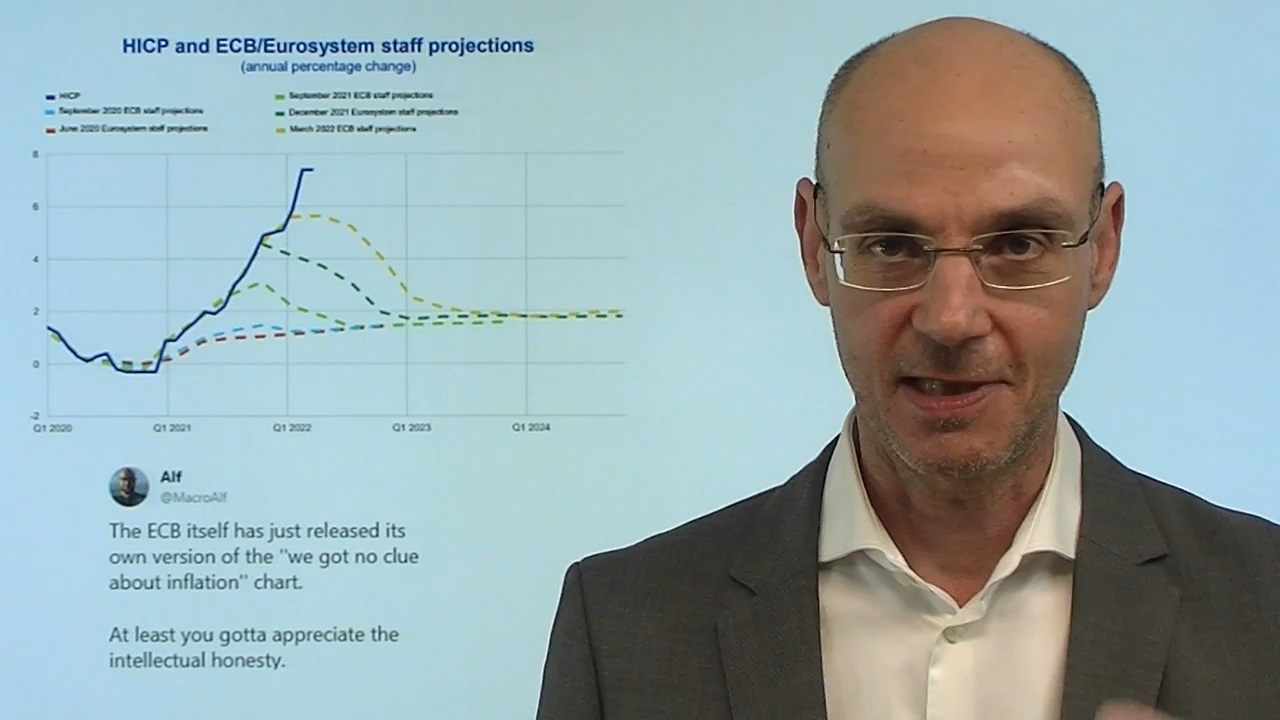 HICP and ECB/Eurosystem staff projections
(annual percentage change)
HICP
September 2020 ECB staff projections
June 2020 Eurosystem staff projections
September 2021 ECB staff projections
December 2021 Eurosystem staff projections
March 2022 ECB staff projections
8
6
4
2
0
-2
Q1 2020 Q1 2021 Q1 2022 Q1 2023 Q1 2024
Alf
@MacroAlf
The ECB itself has just released its
own version of the "we got no clue
about inflation" chart.
At least you gotta appreciate the
intellectual honesty.